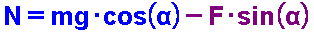 N = mg·cos(α) − F·sin(α)